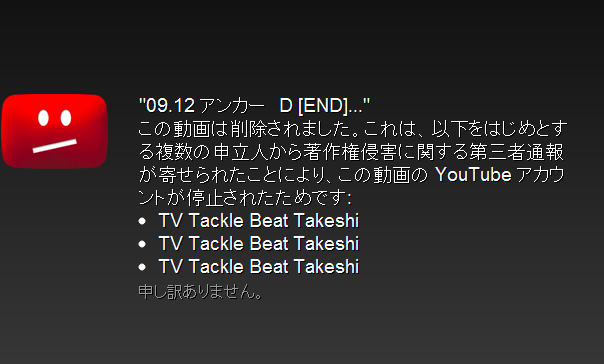 "09.12 アンカー　D [END]..."
この動画は削除されました。これは、以下をはじめとす
る複数の申立人から著作権侵害に関する第三者通報
が寄せられたことにより、この動画の YouTube アカウ
ントが停止されたためです:
• TV Tackle Beat Takeshi
• TV Tackle Beat Takeshi
• TV Tackle Beat Takeshi
申し訳ありません。